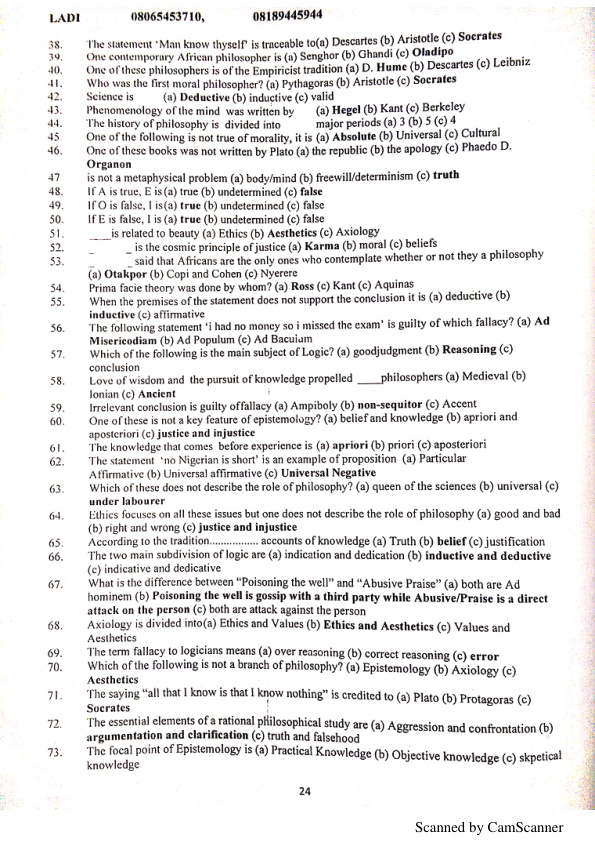 LADI 08065453710, 08189445944
38. The statement 'Man know thyself' is traceable to(a) Descartes (b) Aristotle (c) Socrates
39. One contemporary African philosopher is (a) Senghor (b) Ghandi (c) Oladipo
40. One of these philosophers is of the Empiricist tradition (a) D. Hume (b) Descartes (c) Leibniz
41. Who was the first moral philosopher? (a) Pythagoras (b) Aristotle (c) Socrates
42. Science is (a) Deductive (b) inductive (c) valid
43. Phenomenology of the mind was written by (a) Hegel (b) Kant (c) Berkeley
44. The history of philosophy is divided into major periods (a) 3 (b) 5 (c) 4
45 One of the following is not true of morality, it is (a) Absolute (b) Universal (c) Cultural
46. One of these books was not written by Plato (a) the republic (b) the apology (c) Phaedo D.
Organon
47 is not a metaphysical problem (a) body/mind (b) freewill/determinism (c) truth
48. If A is true, E is (a) true (b) undetermined (c) false
49. If O is false, I is(a) true (b) undetermined (c) false
50. If E is false, I is (a) true (b) undetermined (c) false
51. ____is related to beauty (a) Ethics (b) Aesthetics (c) Axiology
52. _ _ is the cosmic principle of justice (a) Karma (b) moral (c) beliefs
53. _ _ said that Africans are the only ones who contemplate whether or not they a philosophy
(a) Otakpor (b) Copi and Cohen (c) Nyerere
54. Prima facie theory was done by whom? (a) Ross (c) Kant (c) Aquinas
55. When the premises of the statement does not support the conclusion it is (a) deductive (b)
inductive (c) affirmative
56. The following statement 'i had no money so i missed the exam' is guilty of which fallacy? (a) Ad
Misericodiam (b) Ad Populum (c) Ad Baculum
57. Which of the following is the main subject of Logic? (a) goodjudgment (b) Reasoning (c)
conclusion
58. Love of wisdom and the pursuit of knowledge propelled ____philosophers (a) Medieval (b)
Ionian (c) Ancient
59. Irrelevant conclusion is guilty offallacy (a) Ampiboly (b) non-sequitor (c) Accent
60. One of these is not a key feature of epistemology? (a) belief and knowledge (b) apriori and
aposteriori (c) justice and injustice
61. The knowledge that comes before experience is (a) apriori (b) priori (c) aposteriori
62. The statement 'no Nigerian is short' is an example of proposition (a) Particular
Affirmative (b) Universal affirmative (c) Universal Negative
63. Which of these does not describe the role of philosophy? (a) queen of the sciences (b) universal (c)
under labourer
64. Ethics focuses on all these issues but one does not describe the role of philosophy (a) good and bad
(b) right and wrong (c) justice and injustice
65. According to the tradition................. accounts of knowledge (a) Truth (b) belief (c) justification
66. The two main subdivision of logic are (a) indication and dedication (b) inductive and deductive
(c) indicative and dedicative
67. What is the difference between "Poisoning the well" and "Abusive Praise" (a) both are Ad
hominem (b) Poisoning the well is gossip with a third party while Abusive/Praise is a direct
attack on the person (c) both are attack against the person
68. Axiology is divided into(a) Ethics and Values (b) Ethics and Aesthetics (c) Values and
Aesthetics
69. The term fallacy to logicians means (a) over reasoning (b) correct reasoning (c) error
70. Which of the following is not a branch of philosophy? (a) Epistemology (b) Axiology (c)
Aesthetics
71. The saying "all that I know is that I know nothing" is credited to (a) Plato (b) Protagoras (c)
Socrates
72. The essential elements of a rational philosophical study are (a) Aggression and confrontation (b)
argumentation and clarification (c) truth and falsehood
73. The focal point of Epistemology is (a) Practical Knowledge (b) Objective knowledge (c) skpetical
knowledge
24
Scanned by CamScanner